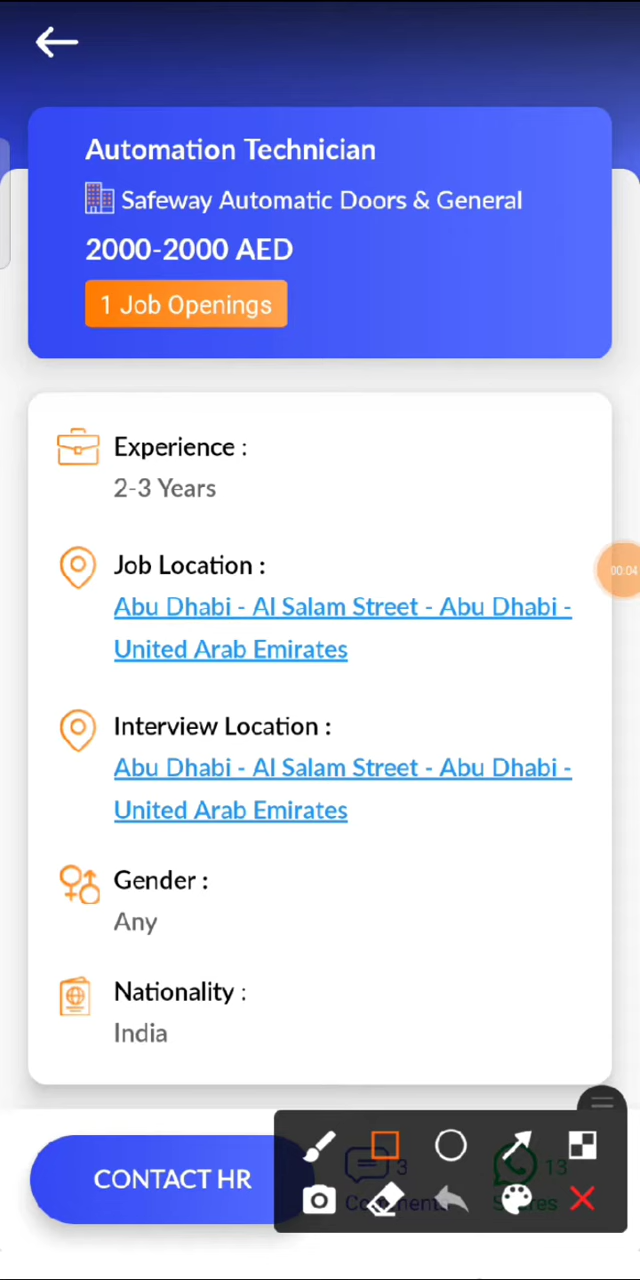 Automation Technician
Safeway Automatic Doors & General
2000-2000 AED
1 Job Openings
Experience :
2-3 Years
Job Location :
Abu Dhabi - Al Salam Street - Abu Dhabi -
United Arab Emirates
00:04
Interview Location :
Abu Dhabi - Al Salam Street - Abu Dhabi -
United Arab Emirates
Gender :
Any
Nationality :
India
CONTACT HR
3
13